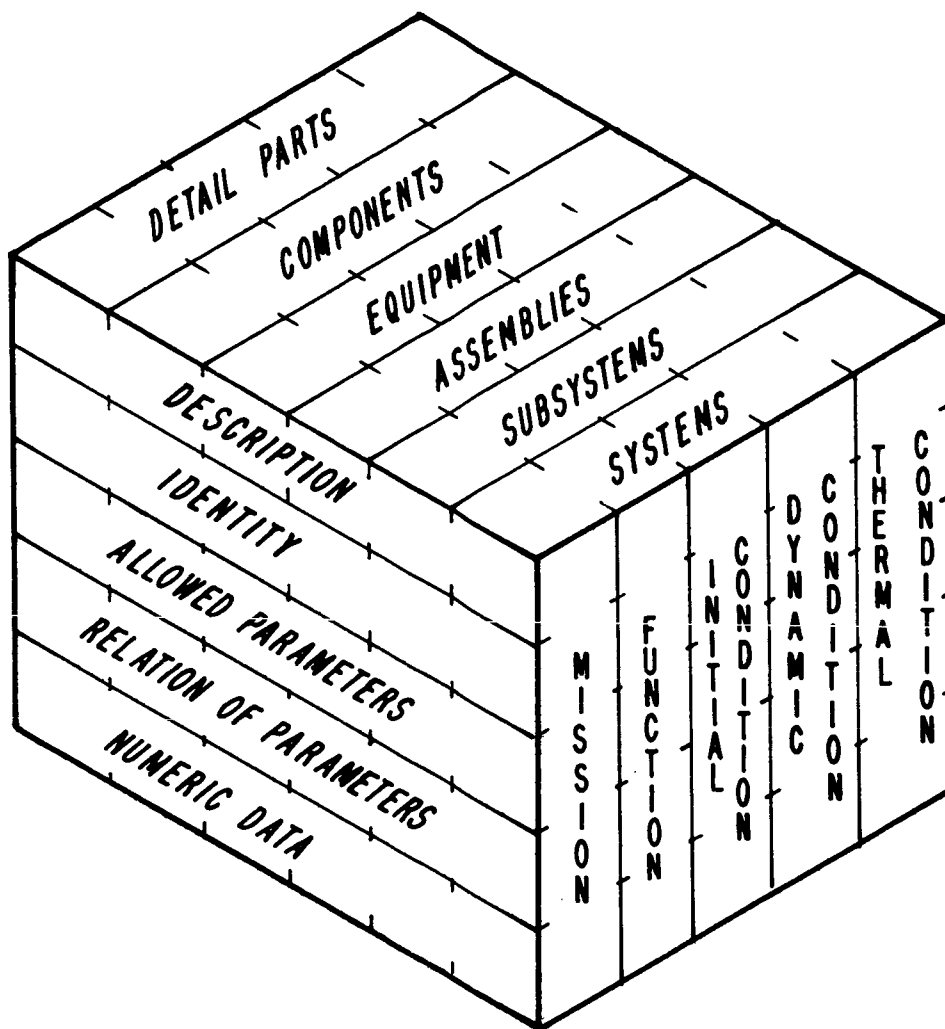 DETAIL PARTS
COMPONENTS
EQUIPMENT
ASSEMBLIES
SUBSYSTEMS
SYSTEMS
DESCRIPTION
IDENTITY
ALLOWED PARAMETERS
RELATION OF PARAMETERS
NUMERIC DATA
MISSION
FUNCTION
INITIAL
CONDITION
DYNAMIC
CONDITION
THERMAL
CONDITION